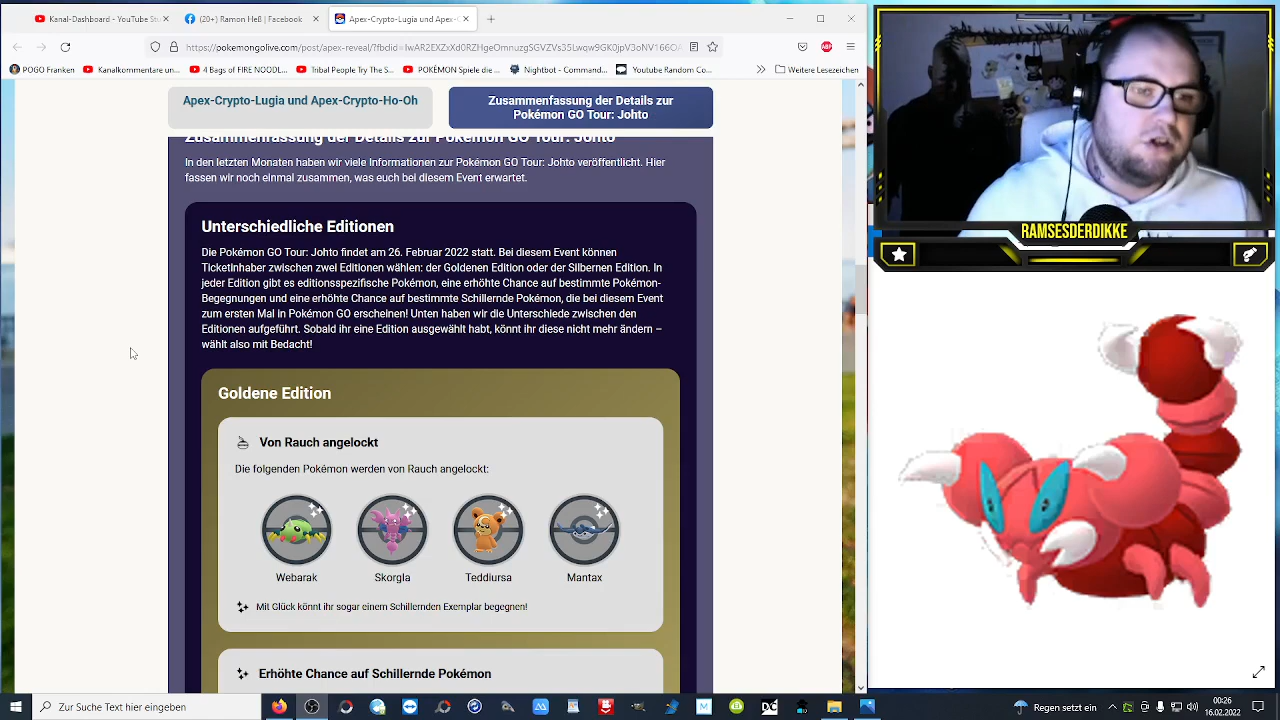 Kanal-Dashboard - YouTube Stu
(20+) Ramon Heß | Facebook
Apex-Crypto-Lugia und Apex-C
https://pokemongolive.com/
ABP
POGO Franken
Kanalkommentare un...
4 Bags of FIRE NOODL...
Tribal People Try The S...
POKÉMON Spiele die ...
Nightbot - Comman...
Youtube Random Co...
Weitere Lesezeichen
Apex-Crypto-Lugia und Apex-Crypto-Ho-Oh
Zusammenfassung der Details zur
Pokémon GO Tour: Johto
In den letzten Monaten haben wir viele Informationen zur Pokémon GO Tour: Johto veröffentlicht. Hier
fassen wir noch einmal zusammen, was euch bei diesem Event erwartet.
Unterschiedliche Editionen
Die Pokémon GO Tour: Johto findet am 26. Februar 2022 statt. Bei diesem Event können
Ticketinhaber zwischen zwei Editionen wählen: der Goldenen Edition oder der Silbernen Edition. In
jeder Edition gibt es editionsspezifische Pokémon, eine erhöhte Chance auf bestimmte Pokémon-
Begegnungen und eine erhöhte Chance auf Begegnungen mit Schillernden Pokémon, die bei diesem Event
zum ersten Mal in Pokémon GO erscheinen! Unten haben wir die Unterschiede zwischen den
Editionen aufgeführt. Sobald ihr eine Edition ausgewählt habt, könnt ihr diese nicht mehr ändern –
wählt also mit Bedacht!
Goldene Edition
Von Rauch angelockt
Die folgenden Pokémon werden von Rauch angelockt:
Webarak
Skorgla
Teddiursa
Mantax
Mit Glück könnt ihr sogar einem Schillernden Exemplar begegnen!
Erhöhte Chance auf Schillernde Pokémon
RAMSESDERDIKKE
Zur Suche Text hier eingeben
Regen setzt ein
00:26
16.02.2022